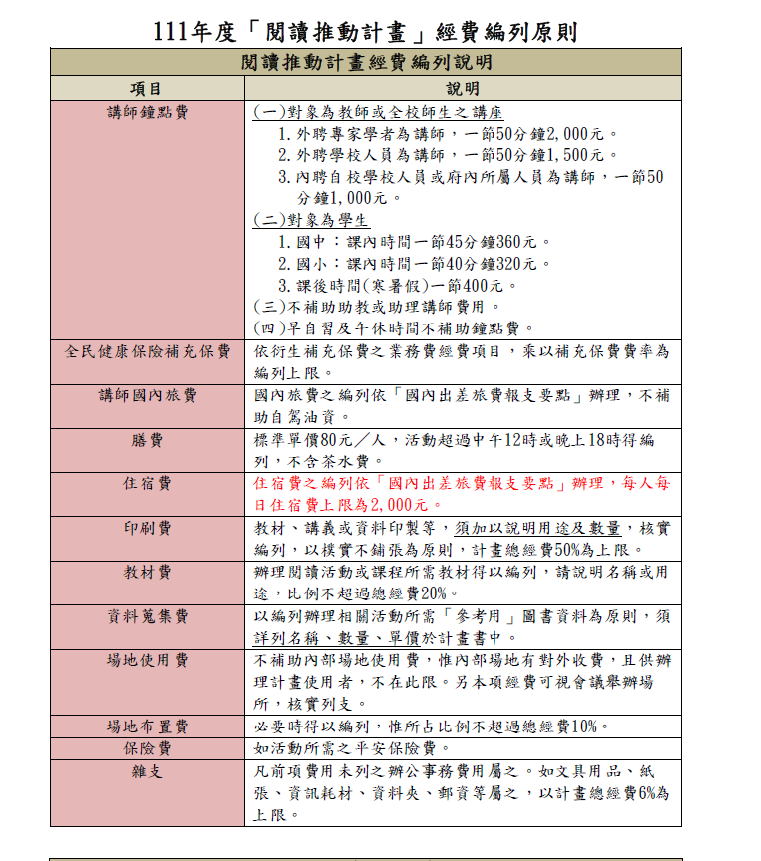 111年度「閱讀推動計畫」經費編列原則
閱讀推動計畫經費編列說明
項目 說明
講師鐘點費
(一)對象為教師或全校師生之講座
1.外聘專家學者為講師，一節50分鐘2,000元。
2.外聘學校人員為講師，一節50分鐘1,500元。
3.內聘自校學校人員或府內所屬人員為講師，一節50
分鐘1,000元。
(二)對象為學生
1.國中：課內時間一節45分鐘360元。
2.國小：課內時間一節40分鐘320元。
3.課後時間(寒暑假)一節400元。
(三)不補助助教或助理講師費用。
(四)早自習及午休時間不補助鐘點費。
全民健康保險補充保費
依衍生補充保費之業務費經費項目，乘以補充保費費率為
編列上限。
講師國內旅費
國內旅費之編列依「國內出差旅費報支要點」辦理，不補
助自駕油資。
膳費
標準單價80元／人，活動超過中午12時或晚上18時得編
列，不含茶水費。
住宿費
住宿費之編列依「國內出差旅費報支要點」辦理，每人每
日住宿費上限為2,000元。
印刷費
教材、講義或資料印製等，須加以說明用途及數量，核實
編列，以樸實不鋪張為原則，計畫總經費50%為上限。
教材費
辦理閱讀活動或課程所需教材得以編列，請說明名稱或用
途，比例不超過總經費20%。
資料蒐集費
以編列辦理相關活動所需「參考用」圖書資料為原則，須
詳列名稱、數量、單價於計畫書中。
場地使用費
不補助內部場地使用費，惟內部場地有對外收費，且供辦
理計畫使用者，不在此限。另本項經費可視會議舉辦場
所，核實列支。
場地布置費
必要時得以編列，惟所占比例不超過總經費10%。
保險費
如活動所需之平安保險費。
雜支
凡前項費用未列之辦公事務費用屬之。如文具用品、紙
張、資訊耗材、資料夾、郵資等屬之，以計畫總經費6%為
上限。